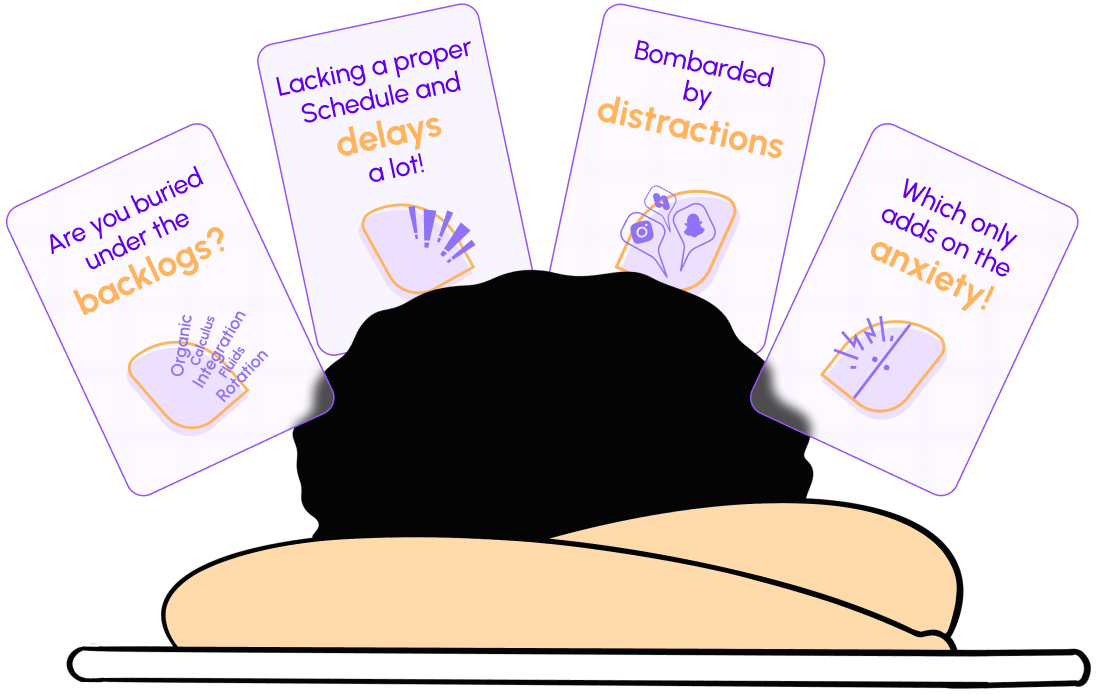 Are you buried
under the
backlogs?
Organic
Calculus
Integration
Fluids
Rotation
Lacking a proper
Schedule and
delays
a lot!
Bombarded
by
distractions
Which only
adds on the
anxiety!